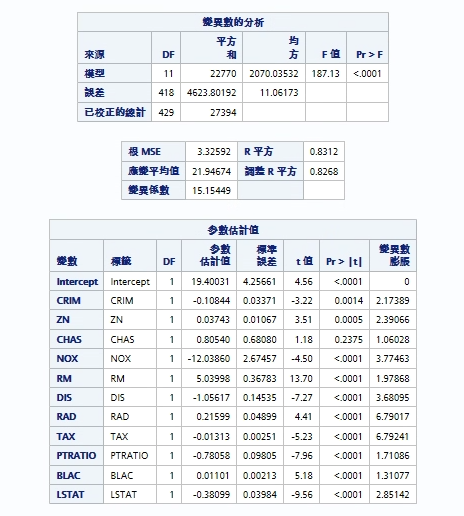 變異數的分析
來源 DF 平方和 均方 F 值 Pr > F
模型 11 22770 2070.03532 187.13 <.0001
誤差 418 4623.80192 11.06173
已校正的總計 429 27394
根 MSE 3.32592 R 平方 0.8312
應變平均值 21.94674 調整 R 平方 0.8268
變異係數 15.15449
參數估計值
變數 標籤 DF 參數估計值 標準誤差 t 值 Pr > |t| 變異數膨脹
Intercept Intercept 1 19.40031 4.25661 4.56 <.0001 0
CRIM CRIM 1 -0.10844 0.03371 -3.22 0.0014 2.17389
ZN ZN 1 0.03743 0.01067 3.51 0.0005 2.39066
CHAS CHAS 1 0.80540 0.68080 1.18 0.2375 1.06028
NOX NOX 1 -12.03860 2.67457 -4.50 <.0001 3.77463
RM RM 1 5.03998 0.36783 13.70 <.0001 1.97868
DIS DIS 1 -1.05617 0.14535 -7.27 <.0001 3.68095
RAD RAD 1 0.21599 0.04899 4.41 <.0001 6.79017
TAX TAX 1 -0.01313 0.00251 -5.23 <.0001 6.79241
PTRATIO PTRATIO 1 -0.78058 0.09805 -7.96 <.0001 1.71086
BLAC BLAC 1 0.01101 0.00213 5.18 <.0001 1.31077
LSTAT LSTAT 1 -0.38099 0.03984 -9.56 <.0001 2.85142